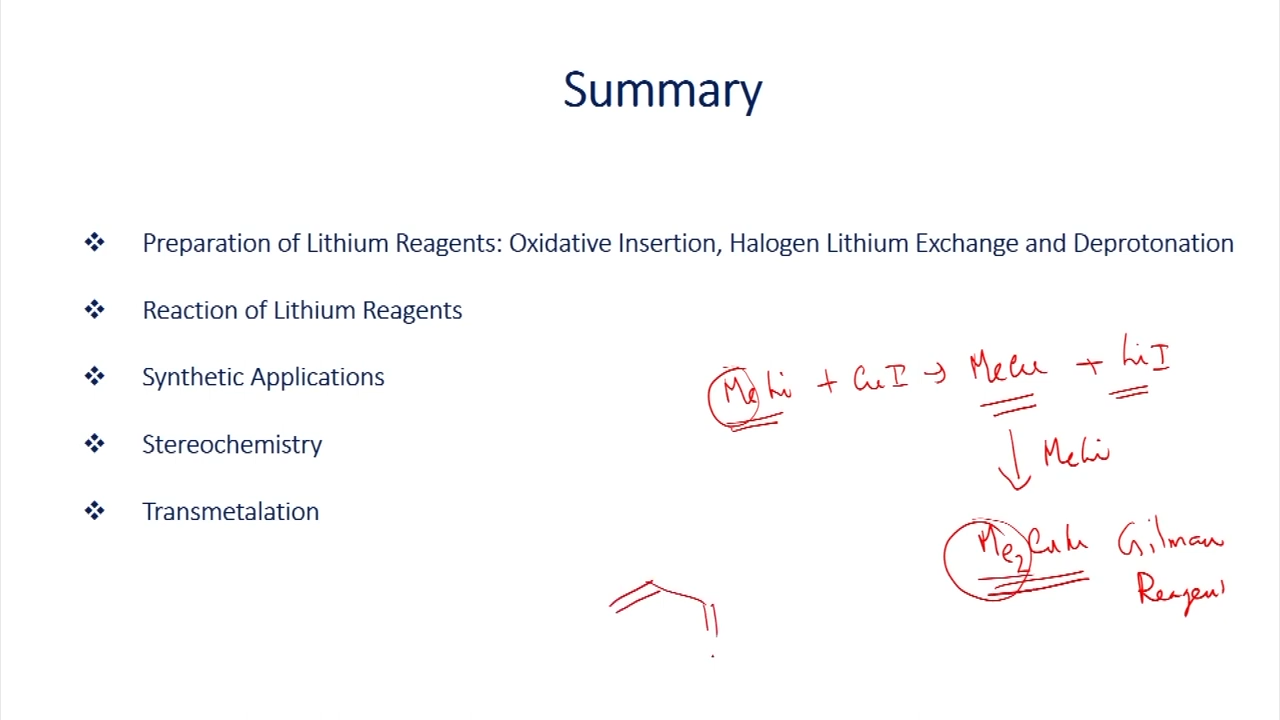 Summary
❖ Preparation of Lithium Reagents: Oxidative Insertion, Halogen Lithium Exchange and Deprotonation
❖ Reaction of Lithium Reagents
❖ Synthetic Applications
❖ Stereochemistry
❖ Transmetalation
MeLi + CuI → MeCu + LiI
↓ MeLi
Me₂CuLi Gilman
Reagent